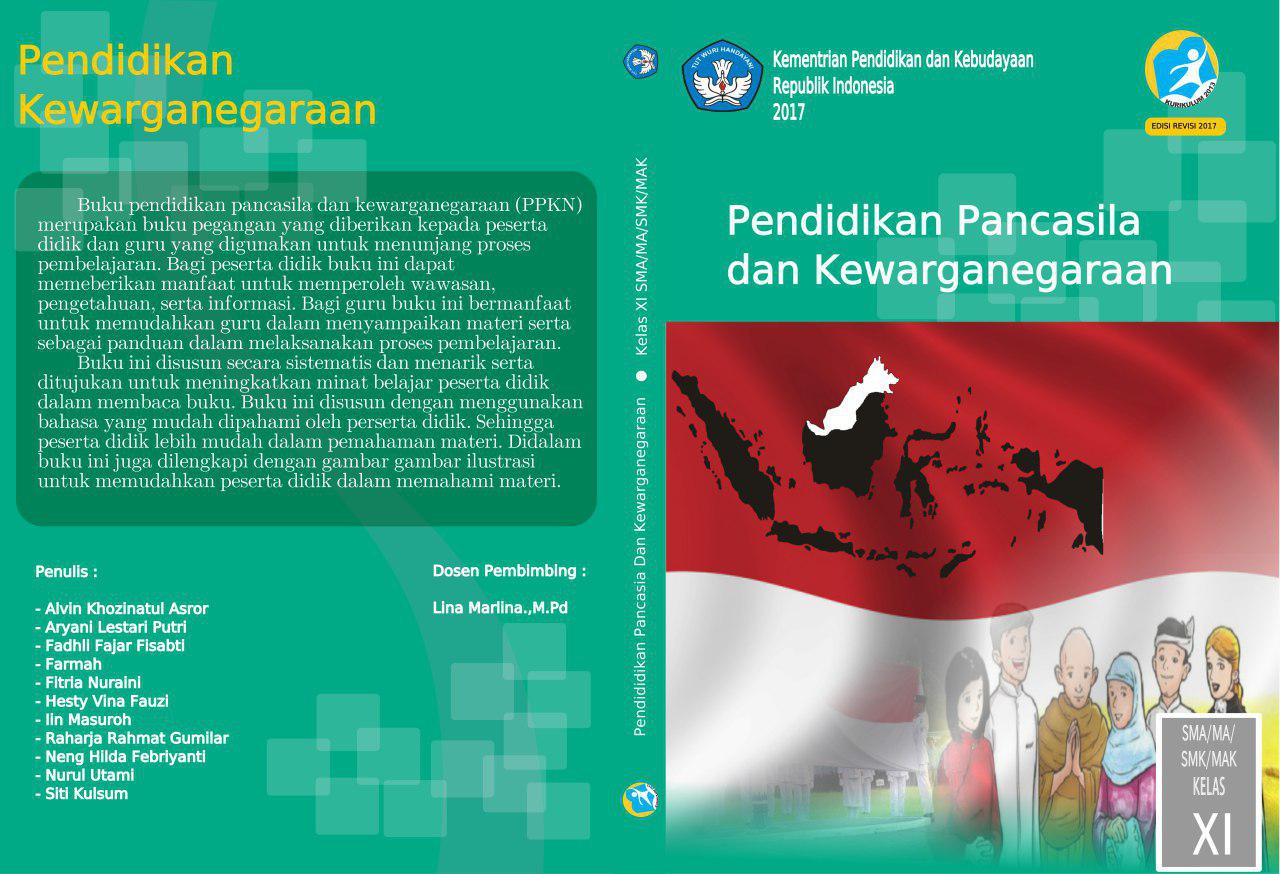 Pendidikan
Kewarganegaraan
Buku pendidikan pancasila dan kewarganegaraan (PPKN)
merupakan buku pegangan yang diberikan kepada peserta
didik dan guru yang digunakan untuk menunjang proses
pembelajaran. Bagi peserta didik buku ini dapat
memeberikan manfaat untuk memperoleh wawasan,
pengetahuan, serta informasi. Bagi guru buku ini bermanfaat
untuk memudahkan guru dalam menyampaikan materi serta
sebagai panduan dalam melaksanakan proses pembelajaran.
Buku ini disusun secara sistematis dan menarik serta
ditujukan untuk meningkatkan minat belajar peserta didik
dalam membaca buku. Buku ini disusun dengan menggunakan
bahasa yang mudah dipahami oleh perserta didik. Sehingga
peserta didik lebih mudah dalam pemahaman materi. Didalam
buku ini juga dilengkapi dengan gambar gambar ilustrasi
untuk memudahkan peserta didik dalam memahami materi.
Penulis :
- Alvin Khozinatul Asror
- Aryani Lestari Putri
- Fadhli Fajar Fisabti
- Farmah
- Fitria Nuraini
- Hesty Vina Fauzi
- Iin Masuroh
- Raharja Rahmat Gumilar
- Neng Hilda Febriyanti
- Nurul Utami
- Siti Kulsum
Dosen Pembimbing :
Lina Marlina.,M.Pd
Pendididikan Pancasia Dan Kewarganegaraan ● Kelas XI SMA/MA/SMK/MAK
TUT WURI HANDAYANI
Kementrian Pendidikan dan Kebudayaan
Republik Indonesia
2017
KURIKULUM 2013
EDISI REVISI 2017
Pendidikan Pancasila
dan Kewarganegaraan
SMA/MA/
SMK/MAK
KELAS
XI